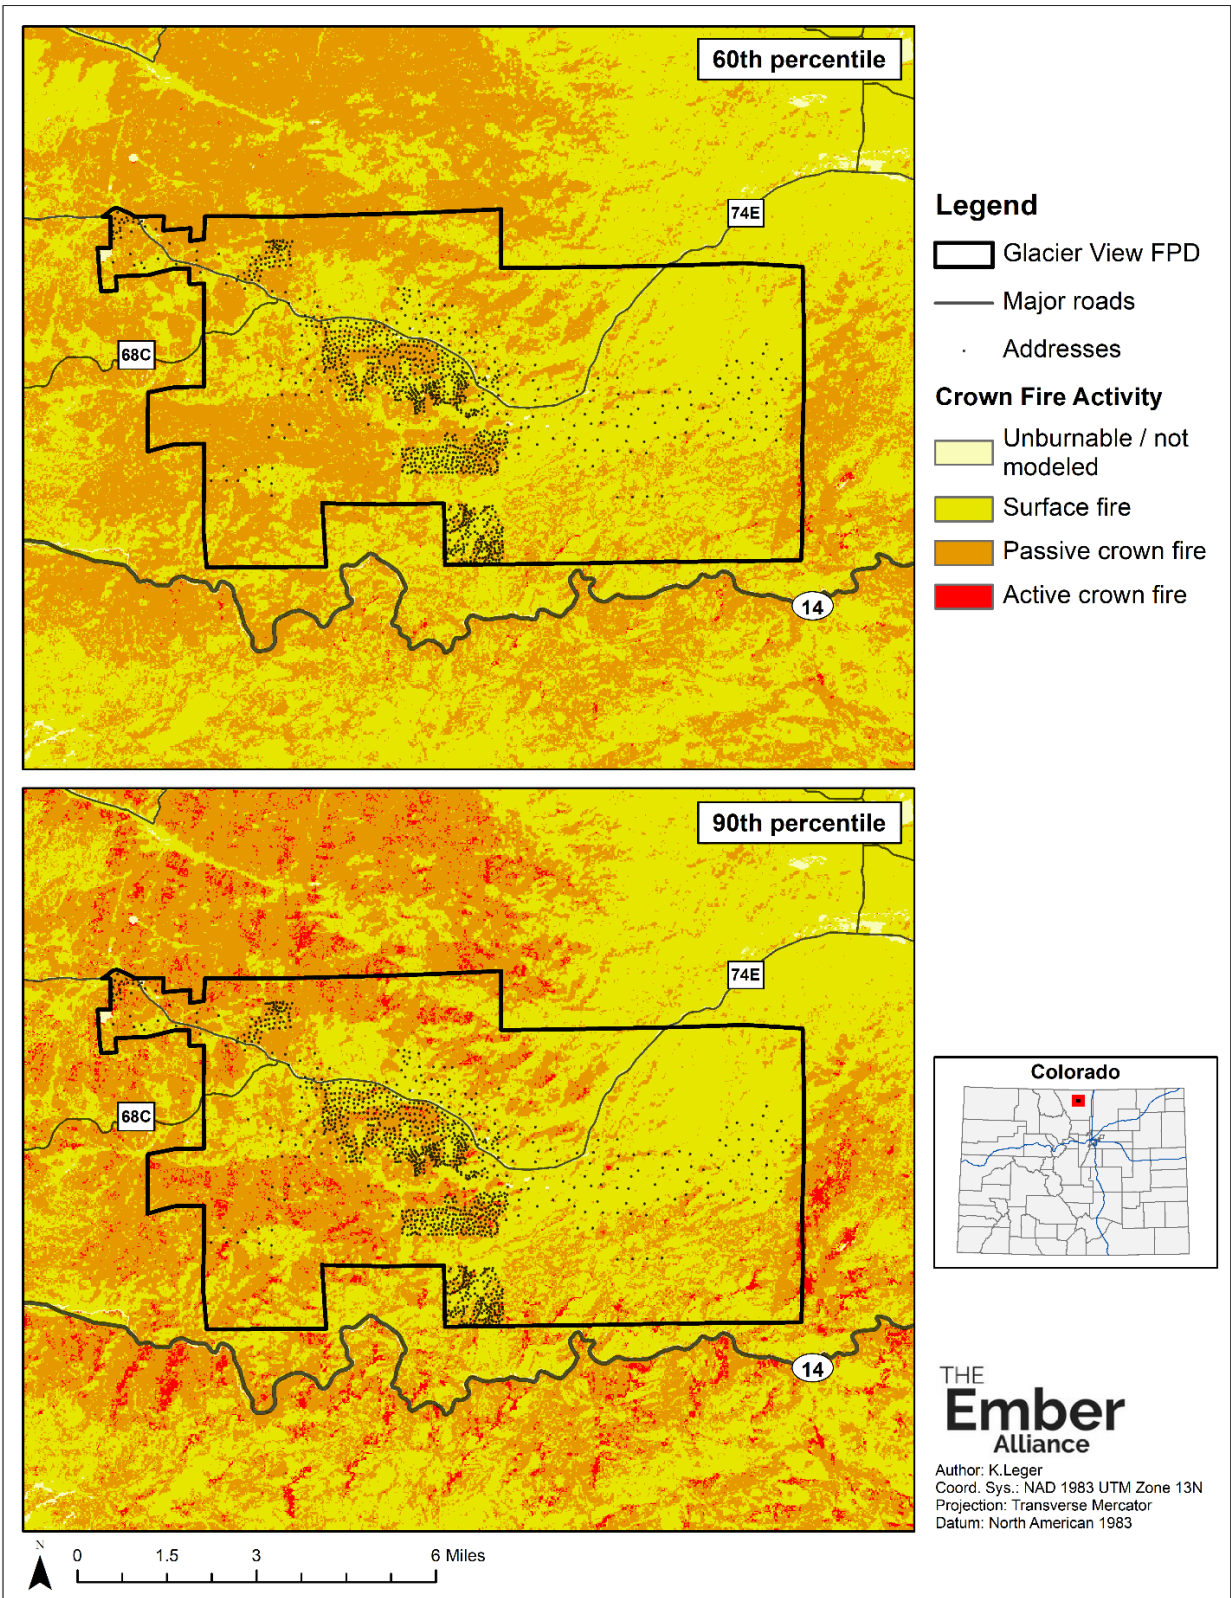 60th percentile
74E
68C
14
Legend
Glacier View FPD
Major roads
Addresses
Crown Fire Activity
Unburnable / not
modeled
Surface fire
Passive crown fire
Active crown fire
90th percentile
74E
68C
14
Colorado
THE
Ember
Alliance
Author: K.Leger
Coord. Sys.: NAD 1983 UTM Zone 13N
Projection: Transverse Mercator
Datum: North American 1983
N
0 1.5 3 6 Miles